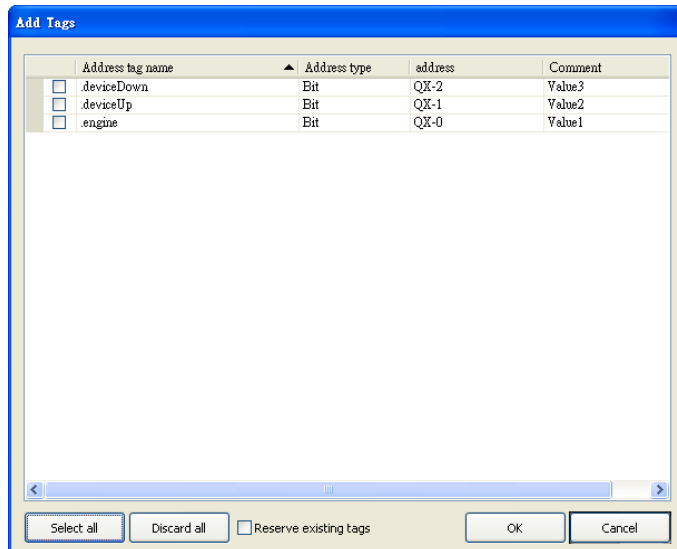 Add Tags
Address tag name Address type address Comment
.deviceDown Bit QX-2 Value3
.deviceUp Bit QX-1 Value2
.engine Bit QX-0 Value1
Select all Discard all Reserve existing tags OK Cancel